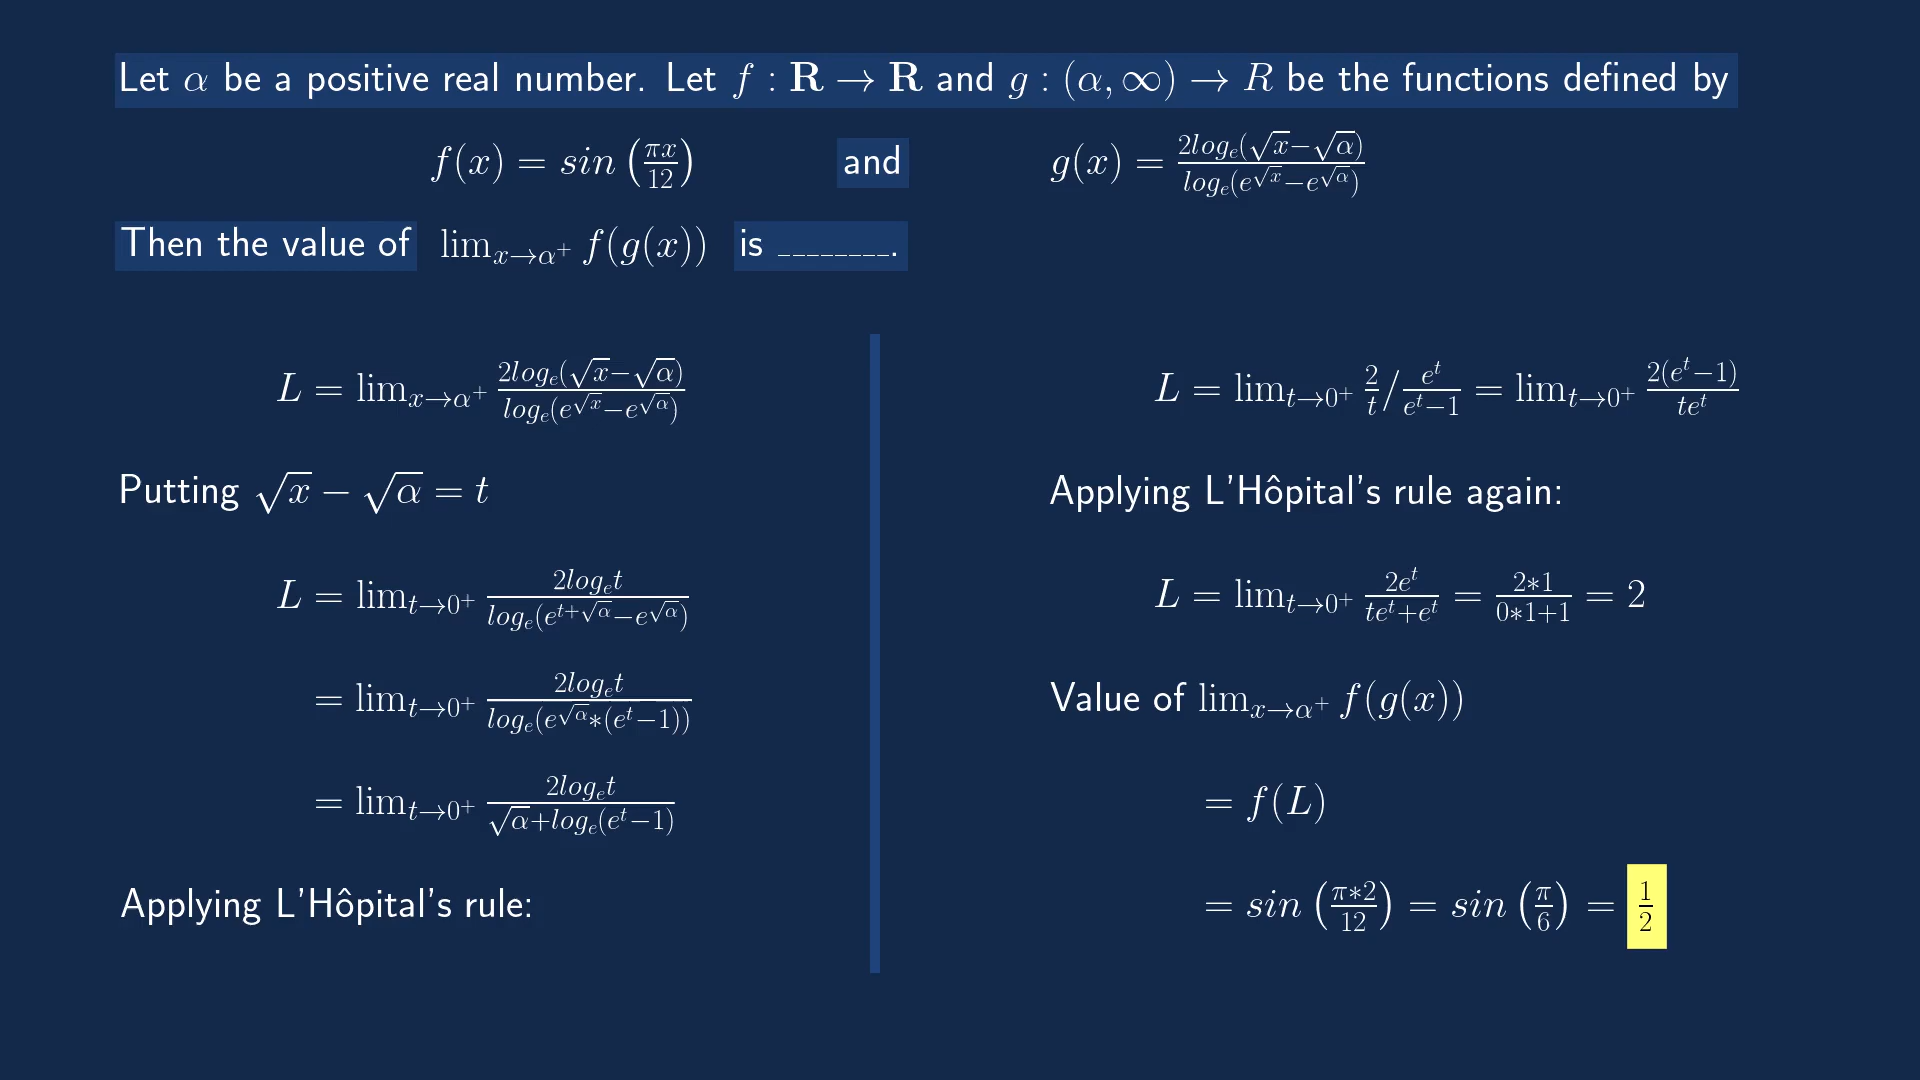 Let α be a positive real number. Let f : R → R and g : (α, ∞) → R be the functions defined by
f(x) = sin (πx/12) and g(x) = 2log_e(√x−√α)/log_e(e^√x−e^√α)
Then the value of lim_{x→α⁺} f(g(x)) is ________.
L = lim_{x→α⁺} 2log_e(√x−√α)/log_e(e^√x−e^√α)
Putting √x − √α = t
L = lim_{t→0⁺} 2log_e t/log_e(e^{t+√α}−e^√α)
= lim_{t→0⁺} 2log_e t/log_e(e^√α*(e^t−1))
= lim_{t→0⁺} 2log_e t/√α+log_e(e^t−1)
Applying L'Hôpital's rule:
L = lim_{t→0⁺} 2/t / e^t/e^t−1 = lim_{t→0⁺} 2(e^t−1)/te^t
Applying L'Hôpital's rule again:
L = lim_{t→0⁺} 2e^t/te^t+e^t = 2*1/0*1+1 = 2
Value of lim_{x→α⁺} f(g(x))
= f(L)
= sin (π*2/12) = sin (π/6) = 1/2